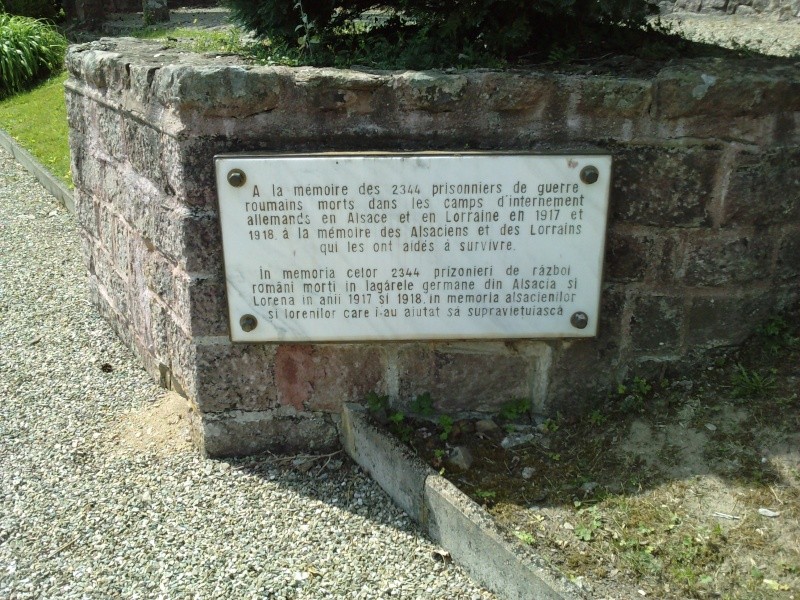 A la mémoire des 2344 prisonniers de guerre
roumains morts dans les camps d'internement
allemands en Alsace et en Lorraine en 1917 et
1918, à la mémoire des Alsaciens et des Lorrains
qui les ont aidés à survivre.
In memoria celor 2344 prizonieri de război
români morti in lagărele germane din Alsacia si
Lorena in anii 1917 si 1918, in memoria alsacienilor
si lorenilor care i-au ajutat să supravietuiască